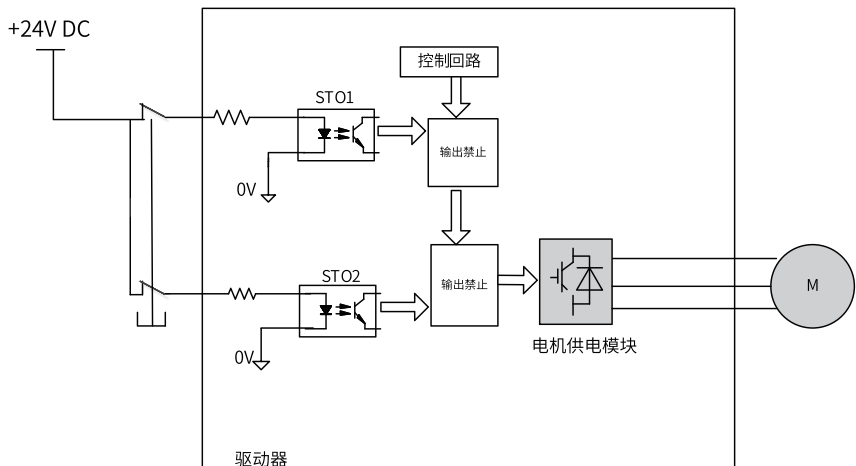 +24V DC
控制回路
STO1
输出禁止
0V
STO2
输出禁止
M
电机供电模块
0V
驱动器